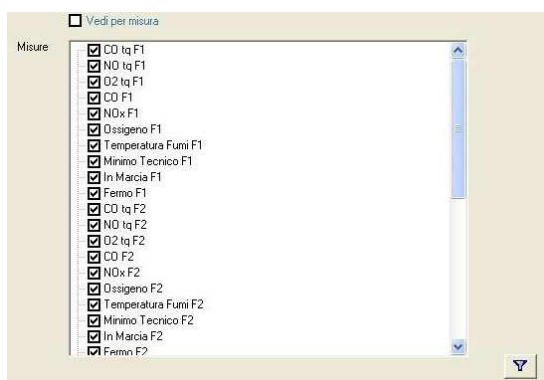 Vedi per misura
Misure
CO tq F1
NO tq F1
O2 tq F1
CO F1
NOx F1
Ossigeno F1
Temperatura Fumi F1
Minimo Tecnico F1
In Marcia F1
Fermo F1
CO tq F2
NO tq F2
O2 tq F2
CO F2
NOx F2
Ossigeno F2
Temperatura Fumi F2
Minimo Tecnico F2
In Marcia F2
Fermo F2